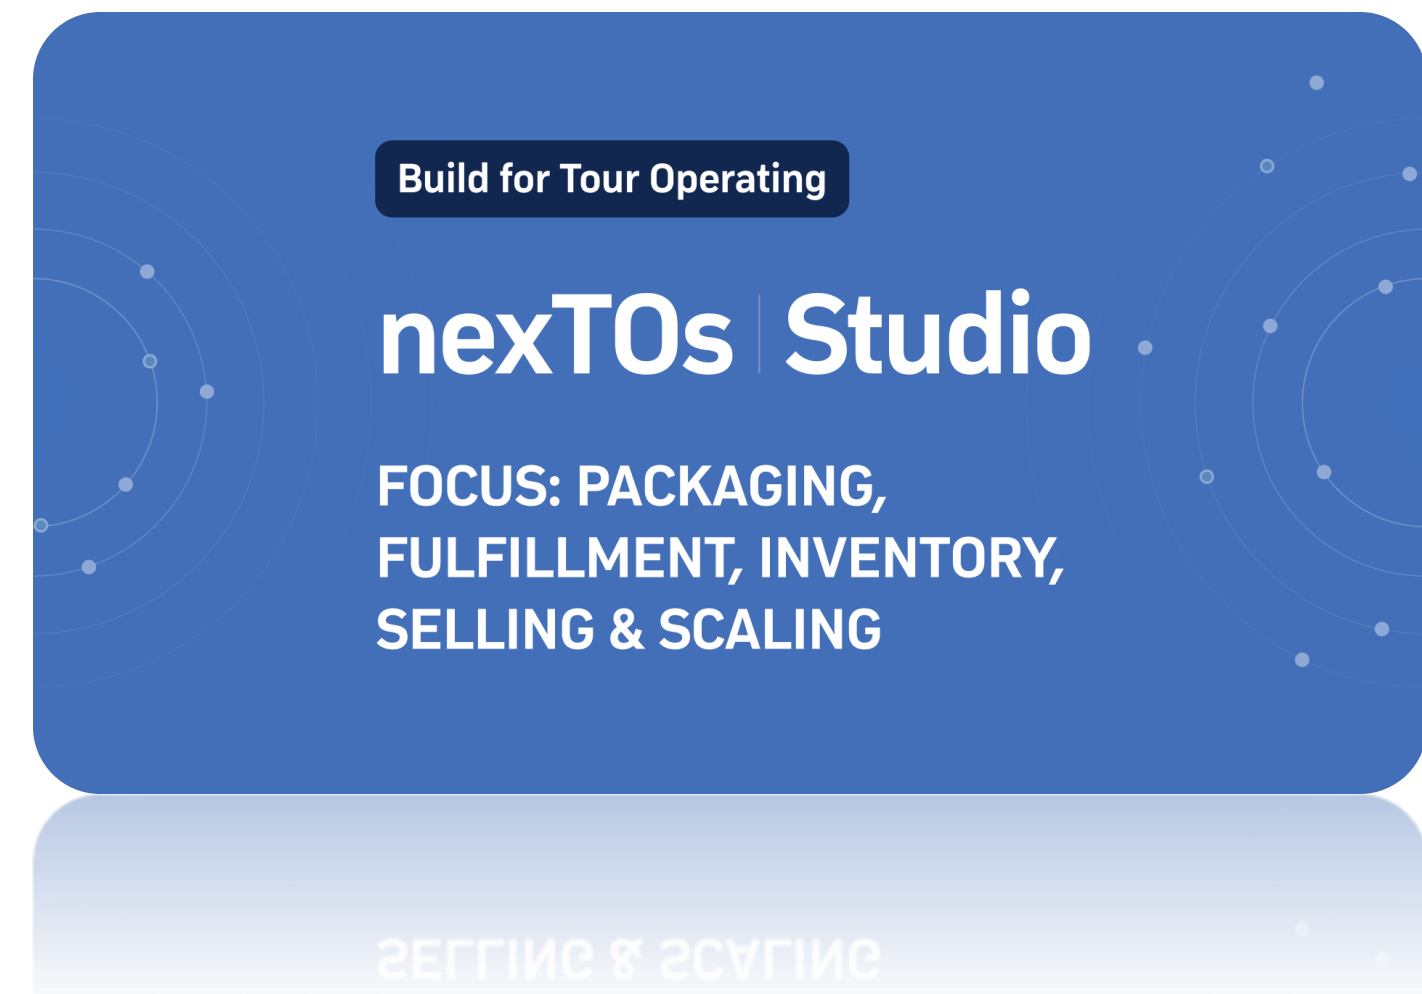 Build for Tour Operating
nexTOs | Studio
FOCUS: PACKAGING,
FULFILLMENT, INVENTORY,
SELLING & SCALING